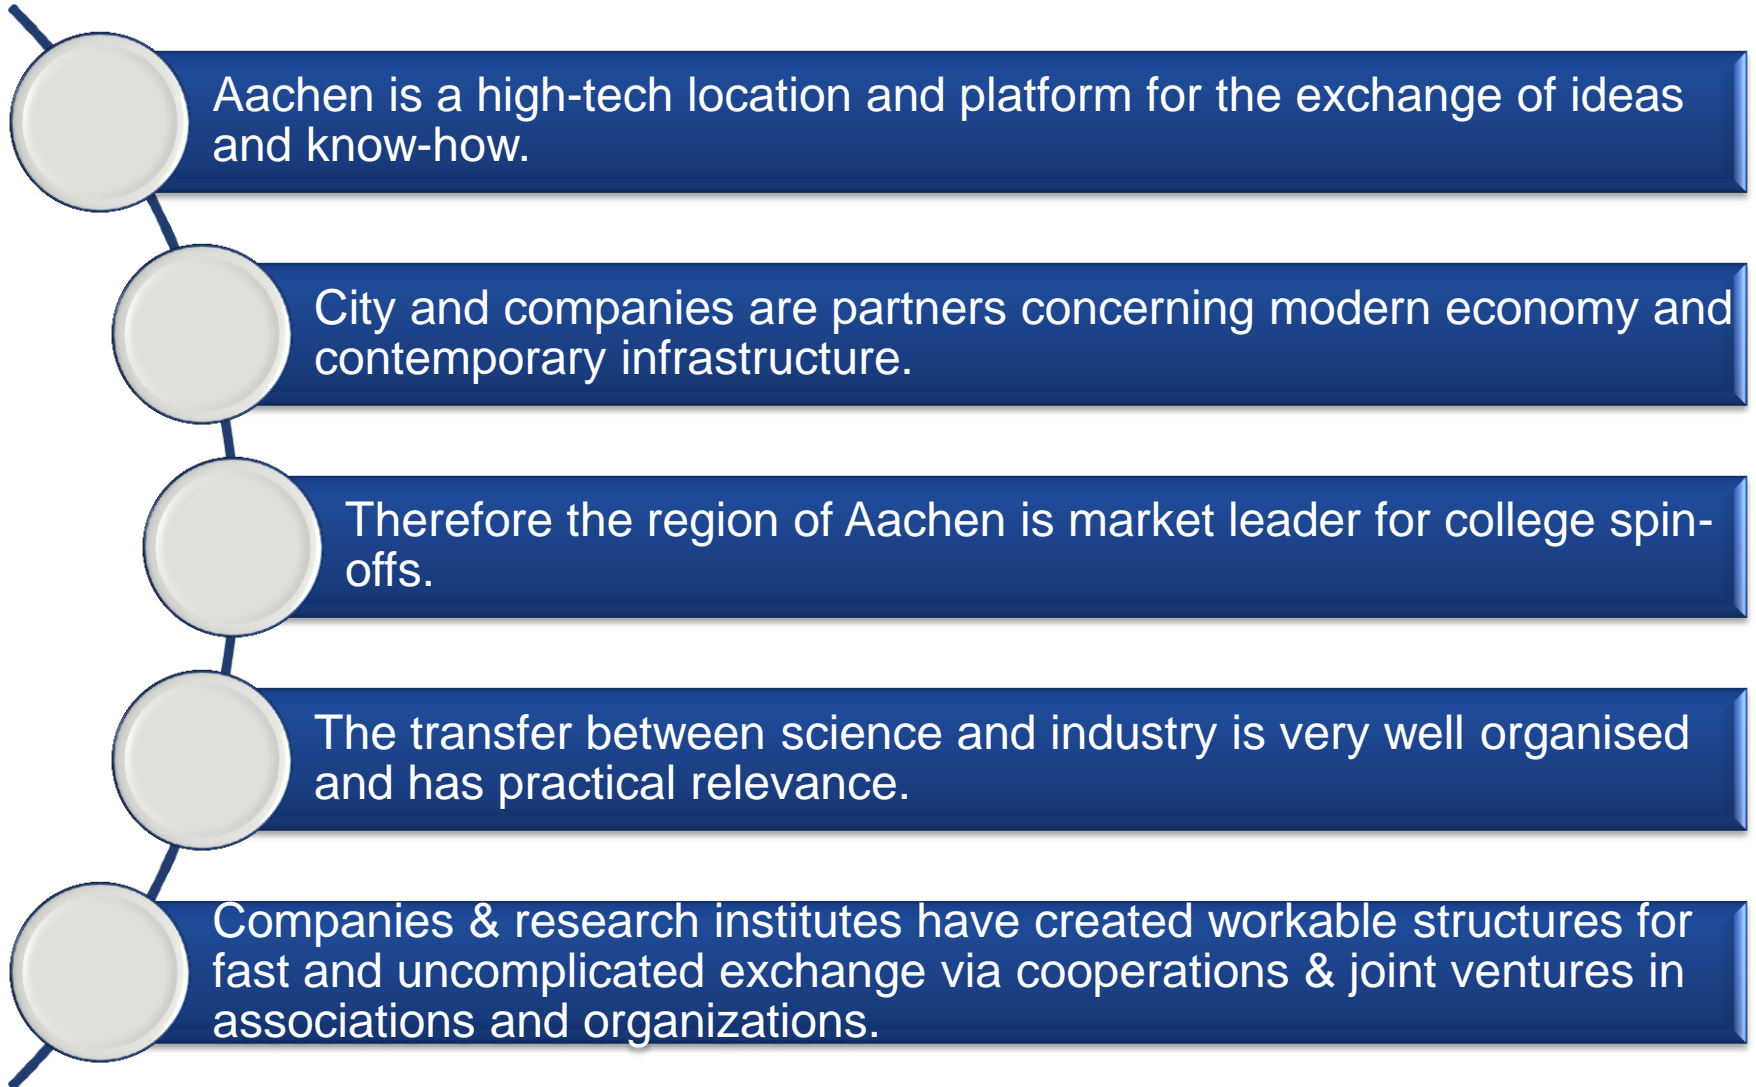 Aachen is a high-tech location and platform for the exchange of ideas
and know-how.
City and companies are partners concerning modern economy and
contemporary infrastructure.
Therefore the region of Aachen is market leader for college spin-
offs.
The transfer between science and industry is very well organised
and has practical relevance.
Companies & research institutes have created workable structures for
fast and uncomplicated exchange via cooperations & joint ventures in
associations and organizations.